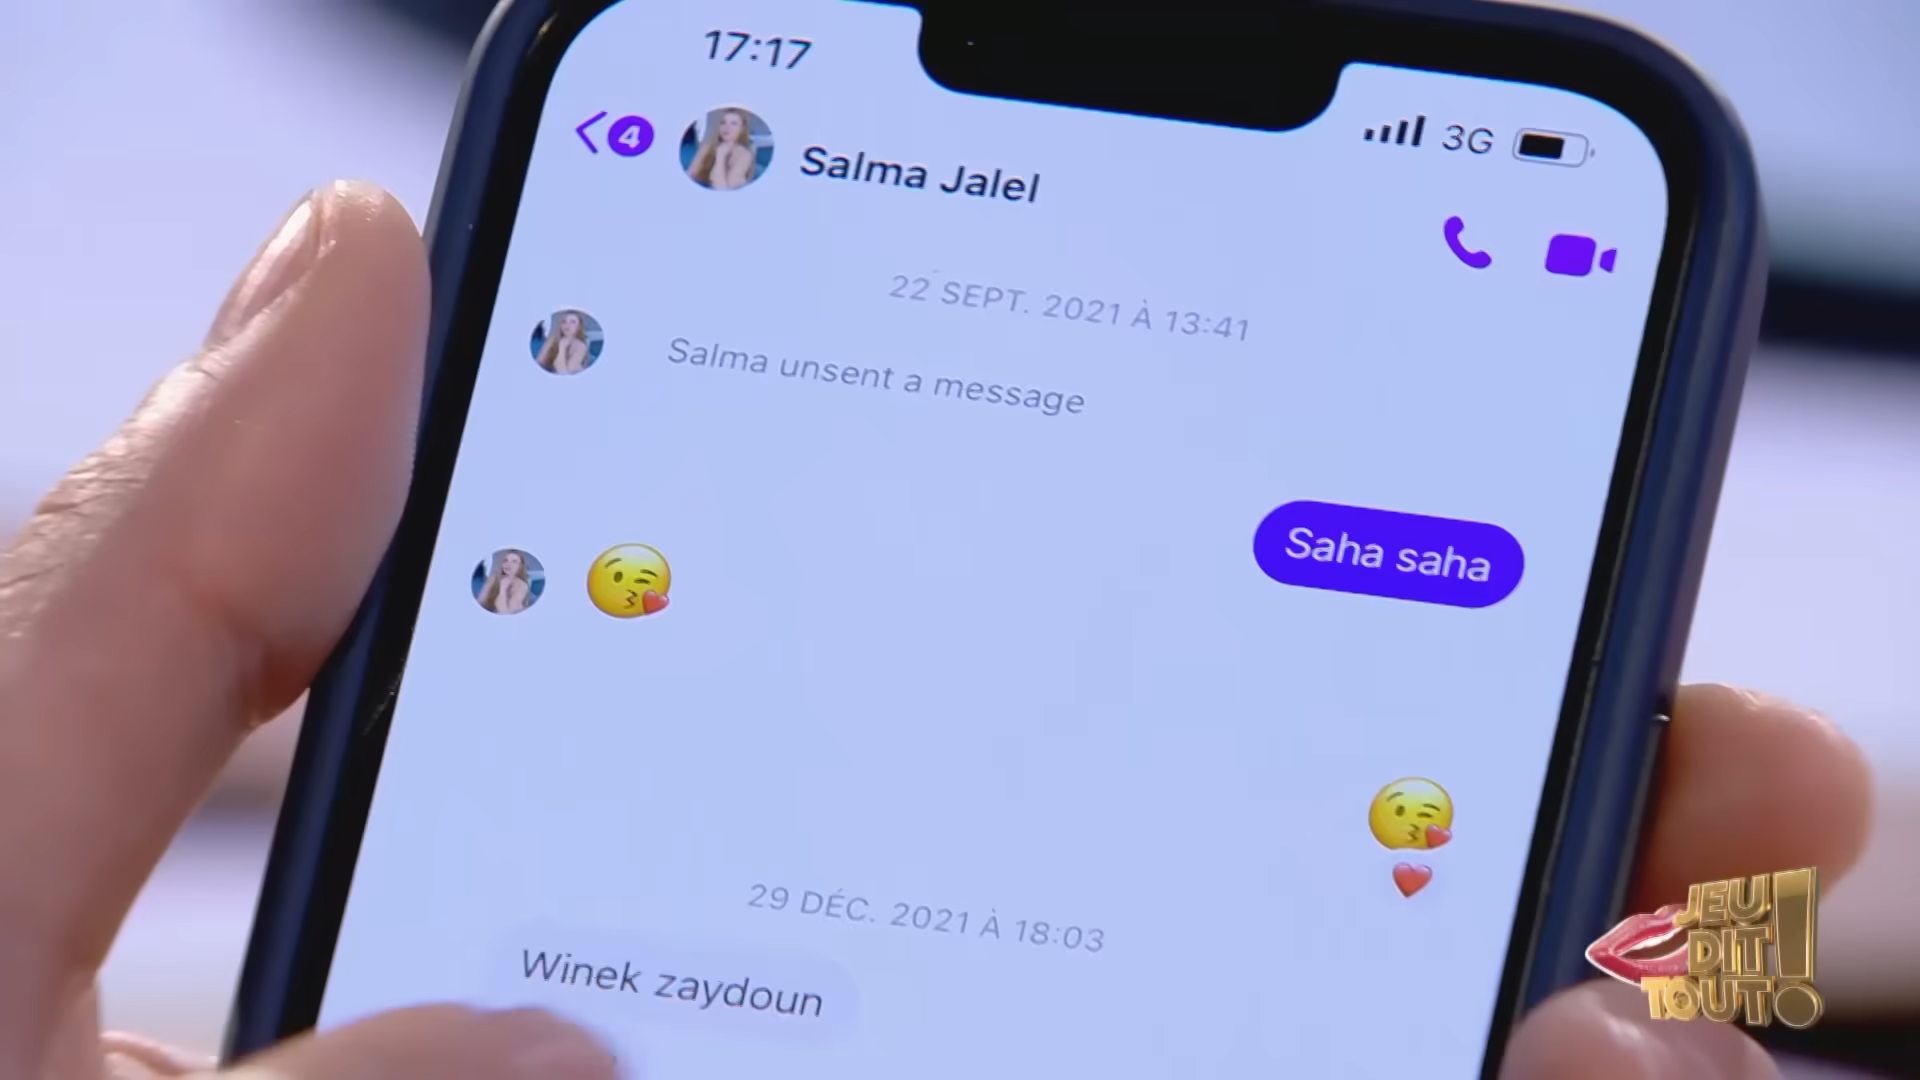 17:17
3G
4
Salma Jalel
22 SEPT. 2021 À 13:41
Salma unsent a message
Saha saha
29 DÉC. 2021 À 18:03
Winek zaydoun
JEU
DIT
TOUT!